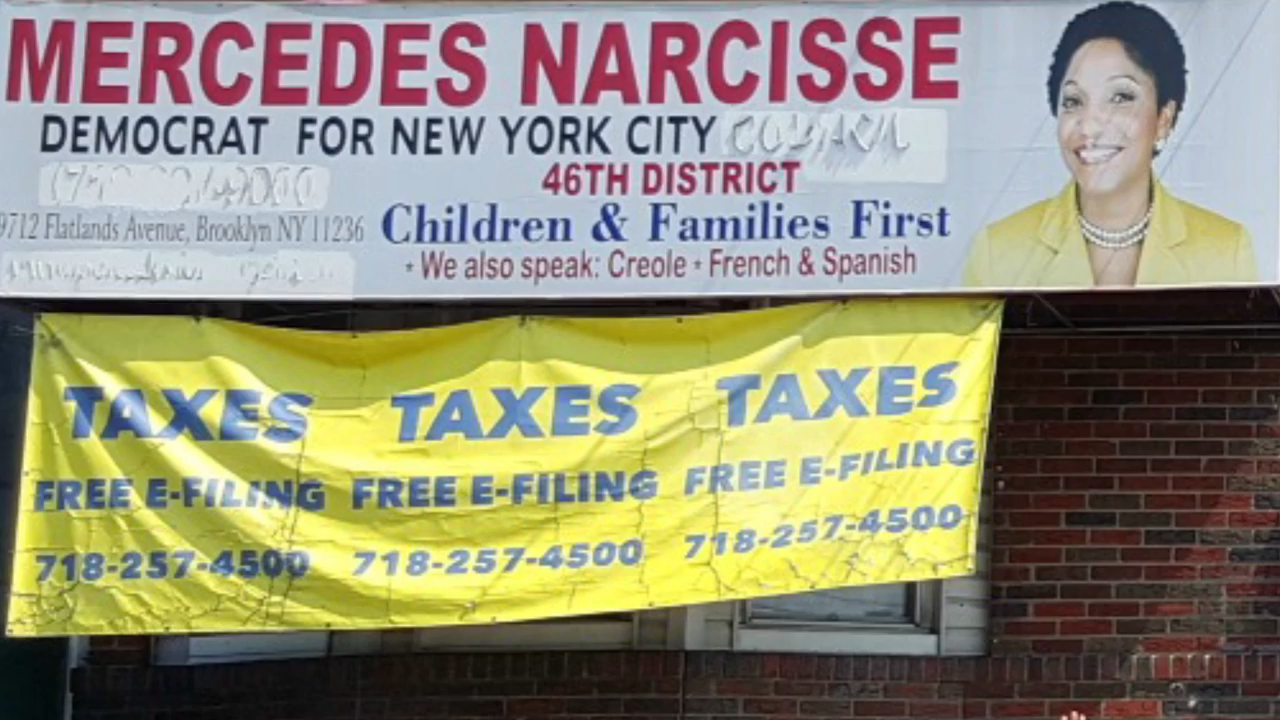 MERCEDES NARCISSE
DEMOCRAT FOR NEW YORK CITY
46TH DISTRICT
9712 Flatlands Avenue, Brooklyn NY 11236
Children & Families First
* We also speak: Creole * French & Spanish
TAXES TAXES TAXES
FREE E-FILING FREE E-FILING FREE E-FILING
718-257-4500 718-257-4500 718-257-4500